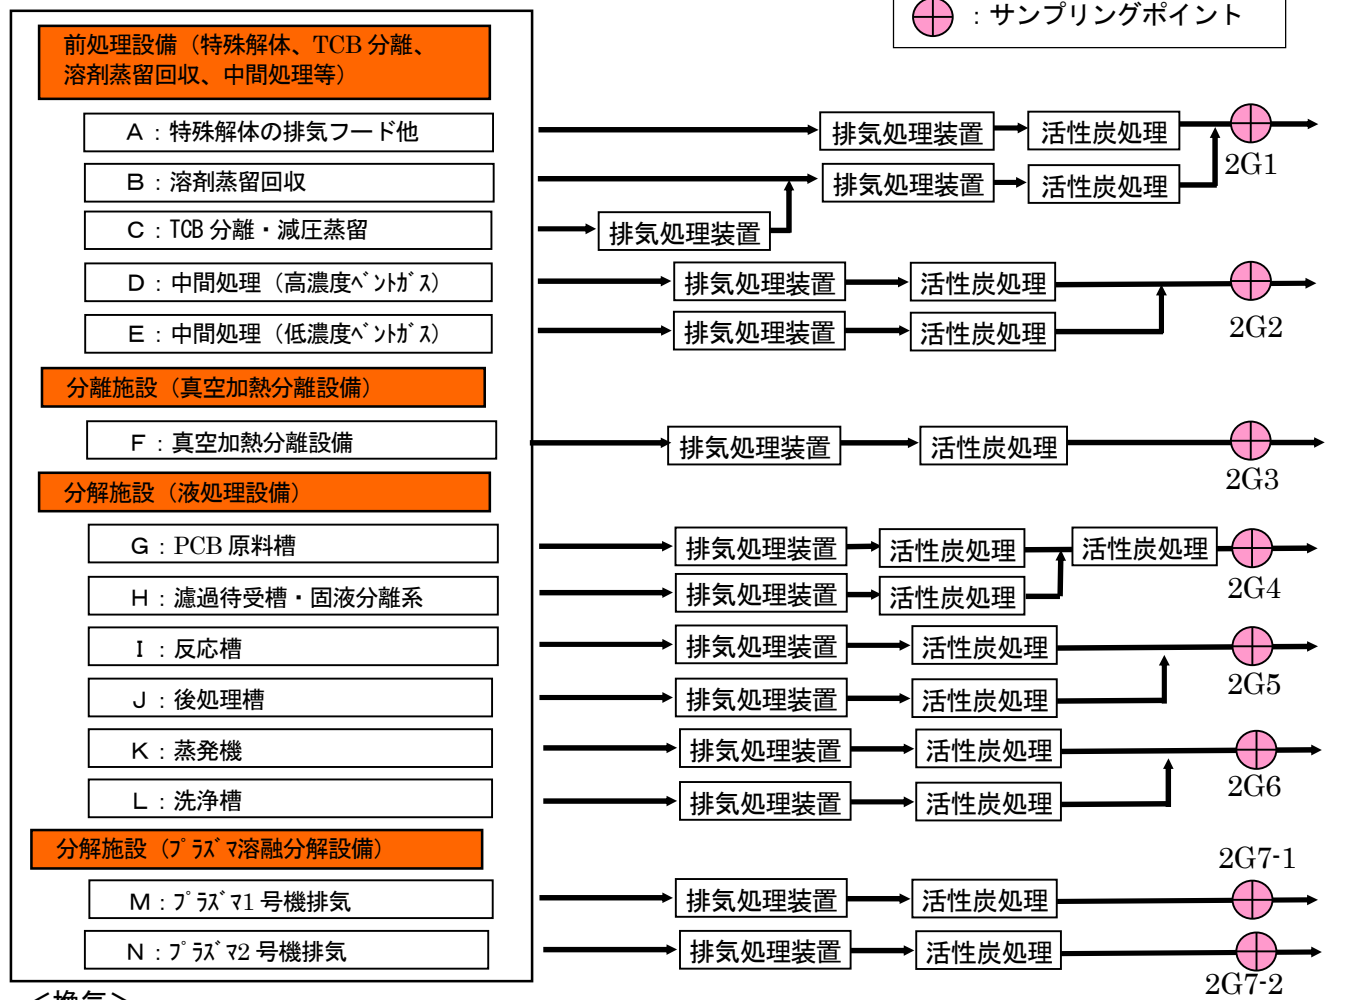 ：サンプリングポイント
前処理設備（特殊解体、TCB 分離、
溶剤蒸留回収、中間処理等）
A：特殊解体の排気フード他
排気処理装置
活性炭処理
2G1
B：溶剤蒸留回収
排気処理装置
活性炭処理
C：TCB 分離・減圧蒸留
排気処理装置
D：中間処理（高濃度ﾍﾞﾝﾄｶﾞｽ）
排気処理装置
活性炭処理
2G2
E：中間処理（低濃度ﾍﾞﾝﾄｶﾞｽ）
排気処理装置
活性炭処理
分離施設（真空加熱分離設備）
F：真空加熱分離設備
排気処理装置
活性炭処理
2G3
分解施設（液処理設備）
G：PCB 原料槽
排気処理装置
活性炭処理
活性炭処理
2G4
H：濾過待受槽・固液分離系
排気処理装置
活性炭処理
I：反応槽
排気処理装置
活性炭処理
2G5
J：後処理槽
排気処理装置
活性炭処理
K：蒸発機
排気処理装置
活性炭処理
2G6
L：洗浄槽
排気処理装置
活性炭処理
分解施設（ﾌﾟﾗｽﾞﾏ溶融分解設備）
2G7-1
M：ﾌﾟﾗｽﾞﾏ1 号機排気
排気処理装置
活性炭処理
N：ﾌﾟﾗｽﾞﾏ2 号機排気
排気処理装置
活性炭処理
2G7-2
＜換気＞